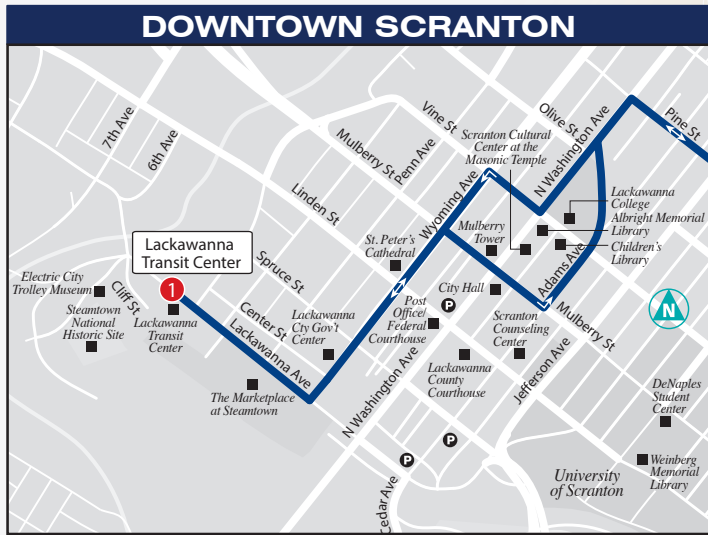 DOWNTOWN SCRANTON
7th Ave
6th Ave
Vine St
Olive St
N Washington Ave
Pine St
Mulberry St
Penn Ave
Scranton Cultural
Center at the
Masonic Temple
Linden St
Wyoming Ave
Lackawanna
College
Albright Memorial
Library
Children's
Library
Lackawanna
Transit Center
1
Spruce St
St. Peter's
Cathedral
Mulberry
Tower
Adams Ave
Electric City
Trolley Museum
Cliff St
Steamtown
National
Historic Site
Lackawanna
Transit
Center
Center St
Lackawanna Ave
Lackawanna
Cty Gov't
Center
P
City Hall
Post
Office/
Federal
Courthouse
Mulberry St
N
Scranton
Counseling
Center
Jefferson Ave
Lackawanna
County
Courthouse
The Marketplace
at Steamtown
N Washington Ave
DeNaples
Student
Center
P
P
Cedar Ave
University
of Scranton
Weinberg
Memorial
Library